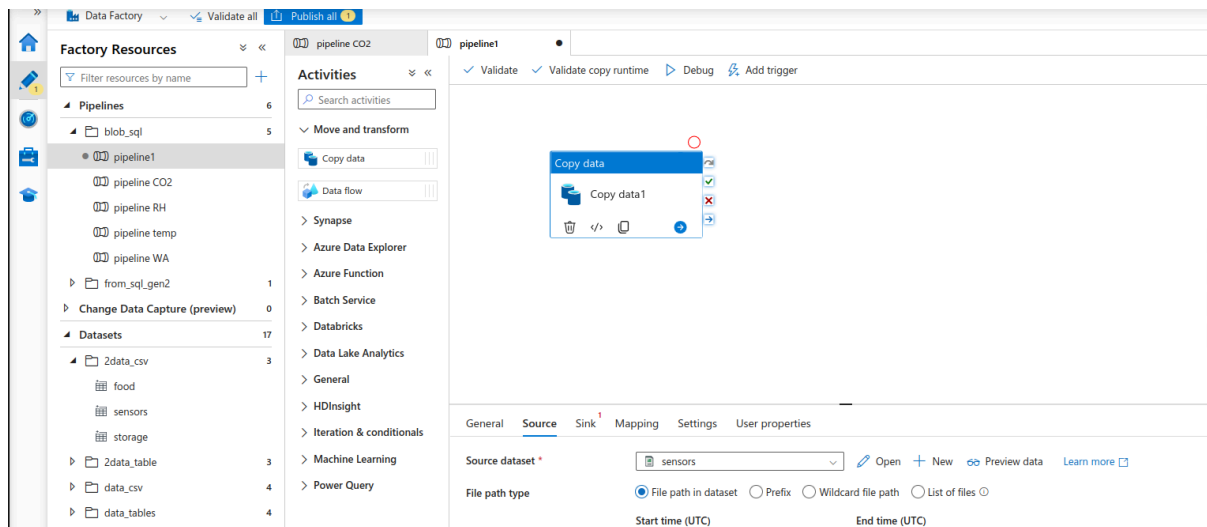 Data Factory
Validate all
Publish all 1
1
Factory Resources
Filter resources by name
Pipelines 6
blob_sql 5
pipeline1
pipeline CO2
pipeline RH
pipeline temp
pipeline WA
from_sql_gen2 1
Change Data Capture (preview) 0
Datasets 17
2data_csv 3
food
sensors
storage
2data_table 3
data_csv 4
data_tables 4
pipeline CO2
pipeline1
Activities
Search activities
Move and transform
Copy data
Data flow
Synapse
Azure Data Explorer
Azure Function
Batch Service
Databricks
Data Lake Analytics
General
HDInsight
Iteration & conditionals
Machine Learning
Power Query
Validate
Validate copy runtime
Debug
Add trigger
Copy data
Copy data1
General Source Sink 1 Mapping Settings User properties
Source dataset * sensors Open New Preview data Learn more
File path type File path in dataset Prefix Wildcard file path List of files
Start time (UTC) End time (UTC)